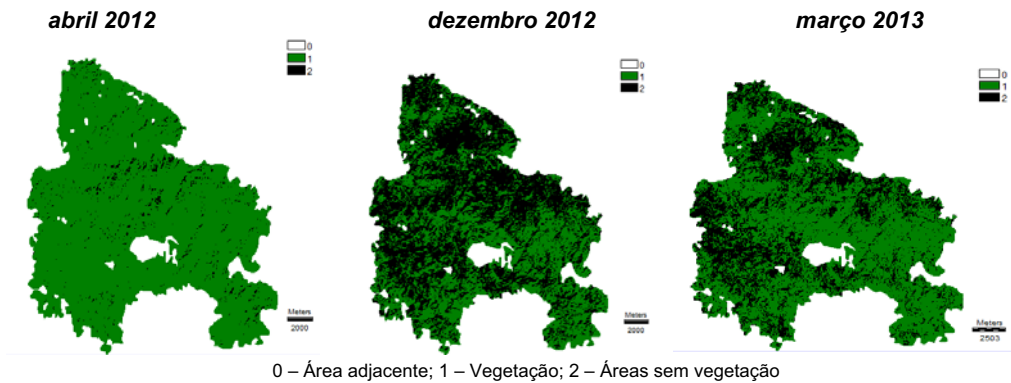 abril 2012
dezembro 2012
março 2013
0
1
2
0
1
2
0
1
2
Meters
2000
Meters
2000
Meters
2503
0 – Área adjacente; 1 – Vegetação; 2 – Áreas sem vegetação